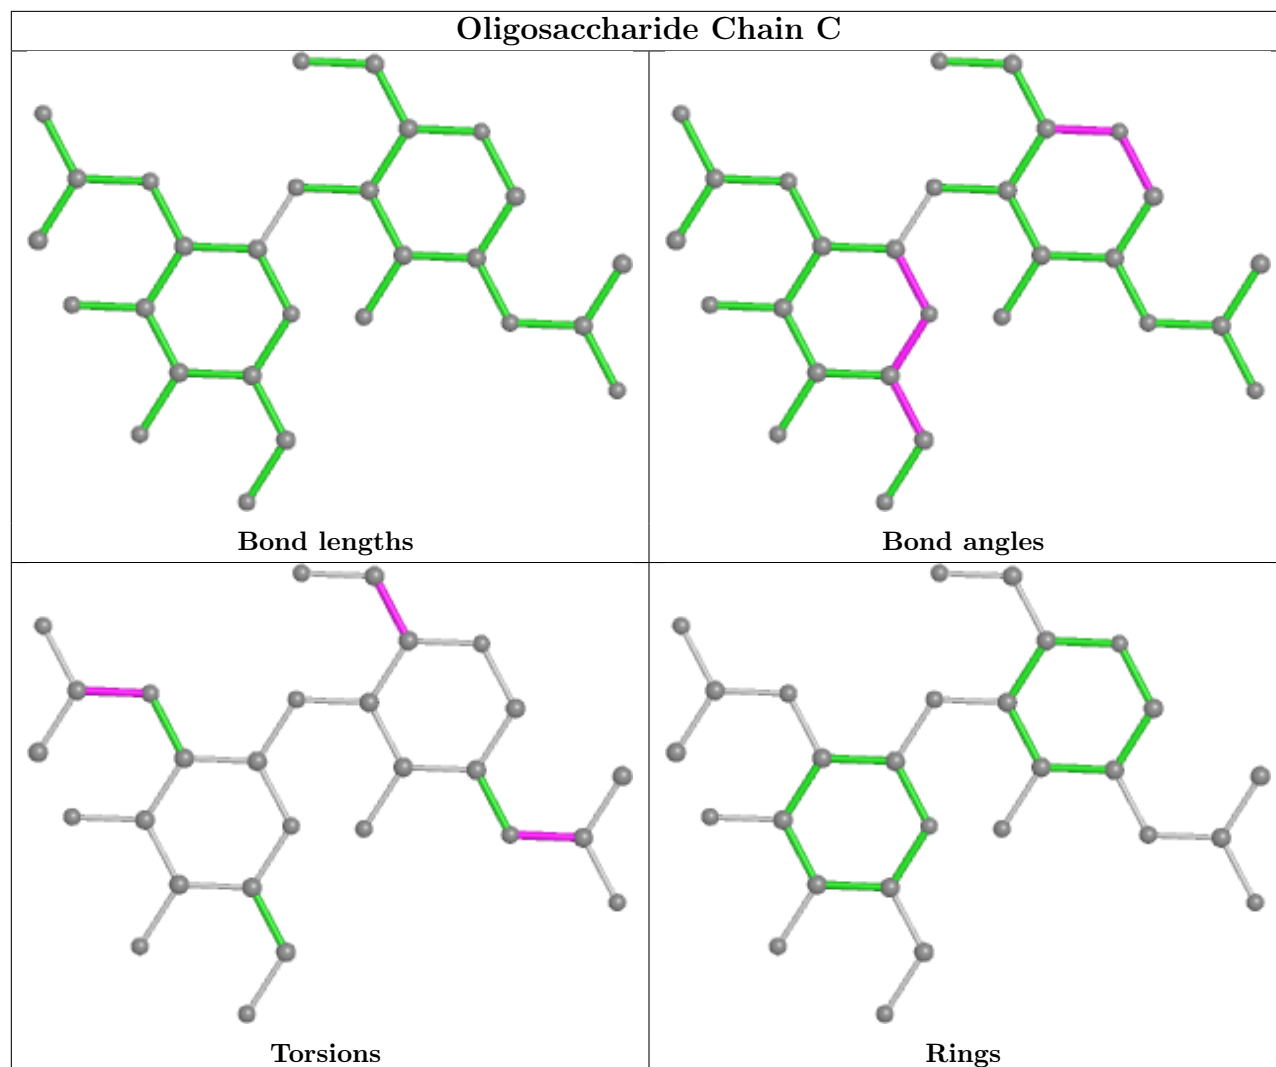 Oligosaccharide Chain C
Bond lengths
Bond angles
Torsions
Rings